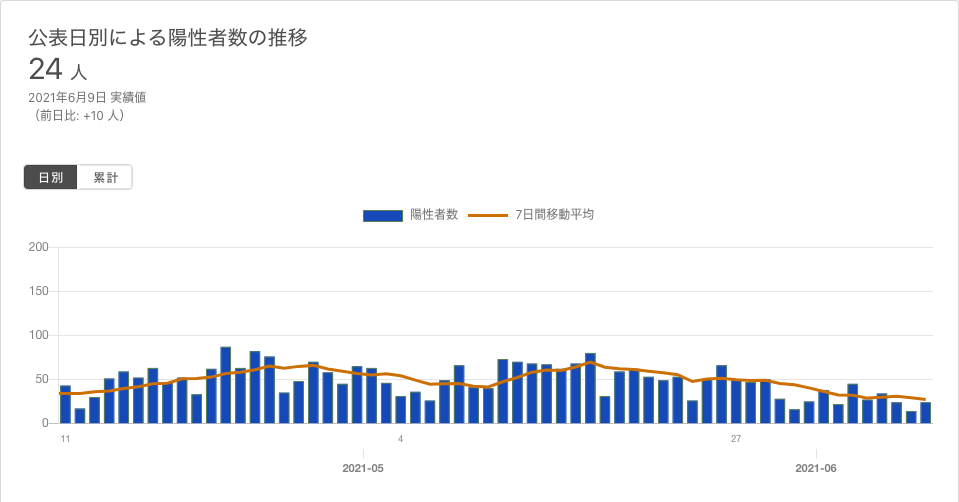 公表日別による陽性者数の推移
24 人
2021年6月9日 実績値
（前日比: +10 人）
日別 累計
陽性者数 7日間移動平均
200
150
100
50
0
11 4 27
2021-05 2021-06